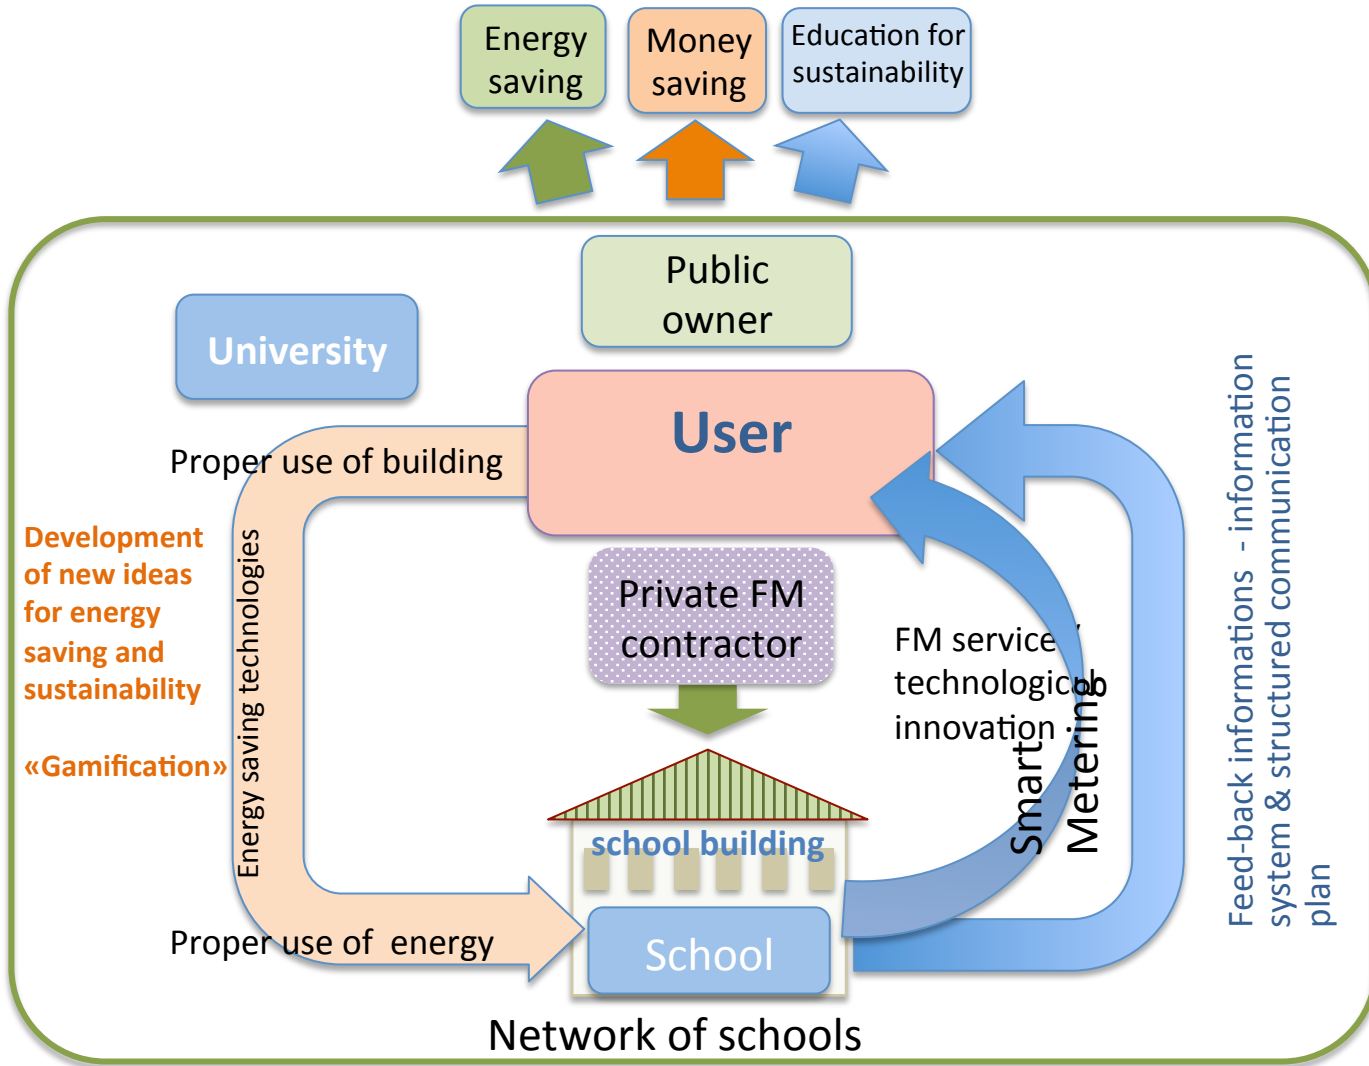 Energy
saving
Money
saving
Education for
sustainability
Public
owner
University
User
Proper use of building
Development
of new ideas
for energy
saving and
sustainability
«Gamification»
Energy saving technologies
Private FM
contractor
FM service /
technological
innovation
Smart
Metering
Feed-back informations - information
system & structured communication
plan
school building
Proper use of energy
School
Network of schools